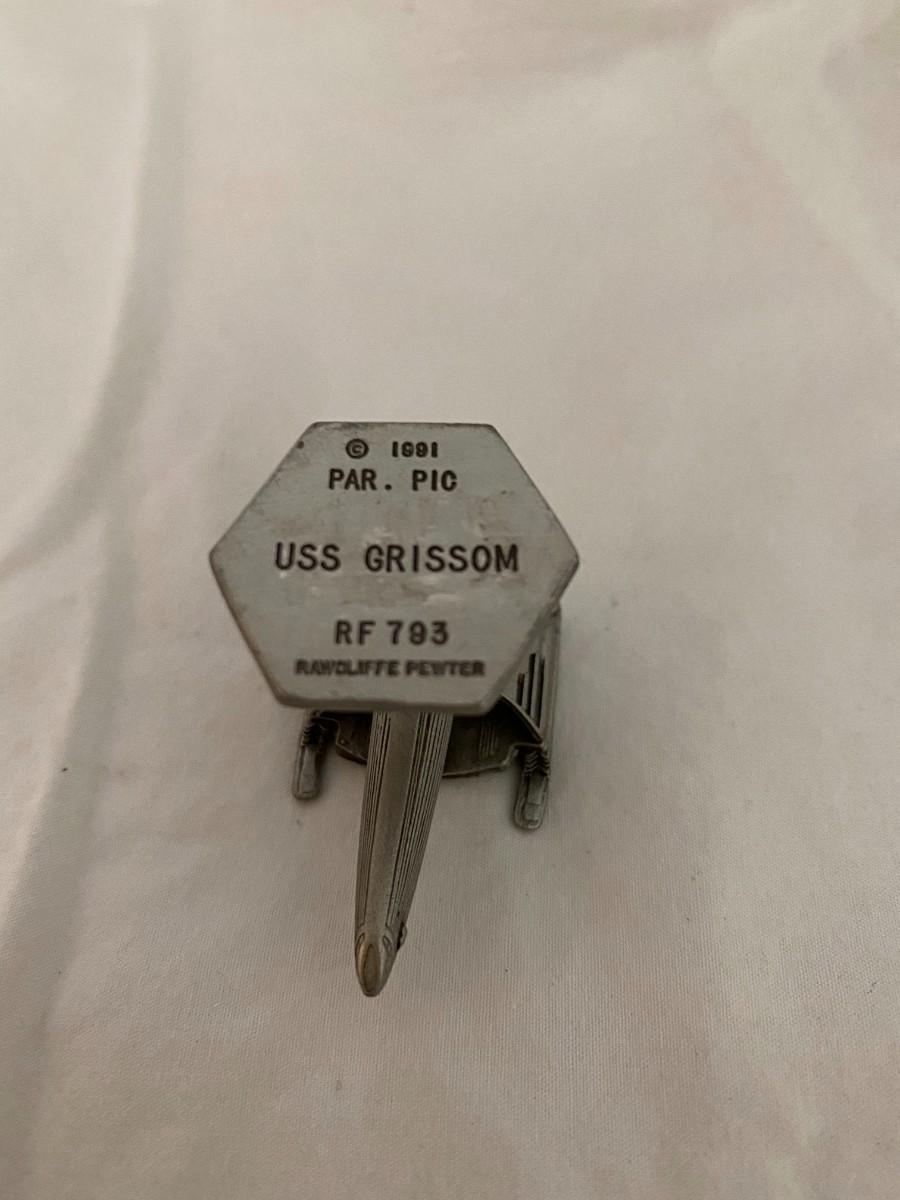 © 1991
PAR. PIC
USS GRISSOM
RF 793
RAWCLIFFE PEWTER